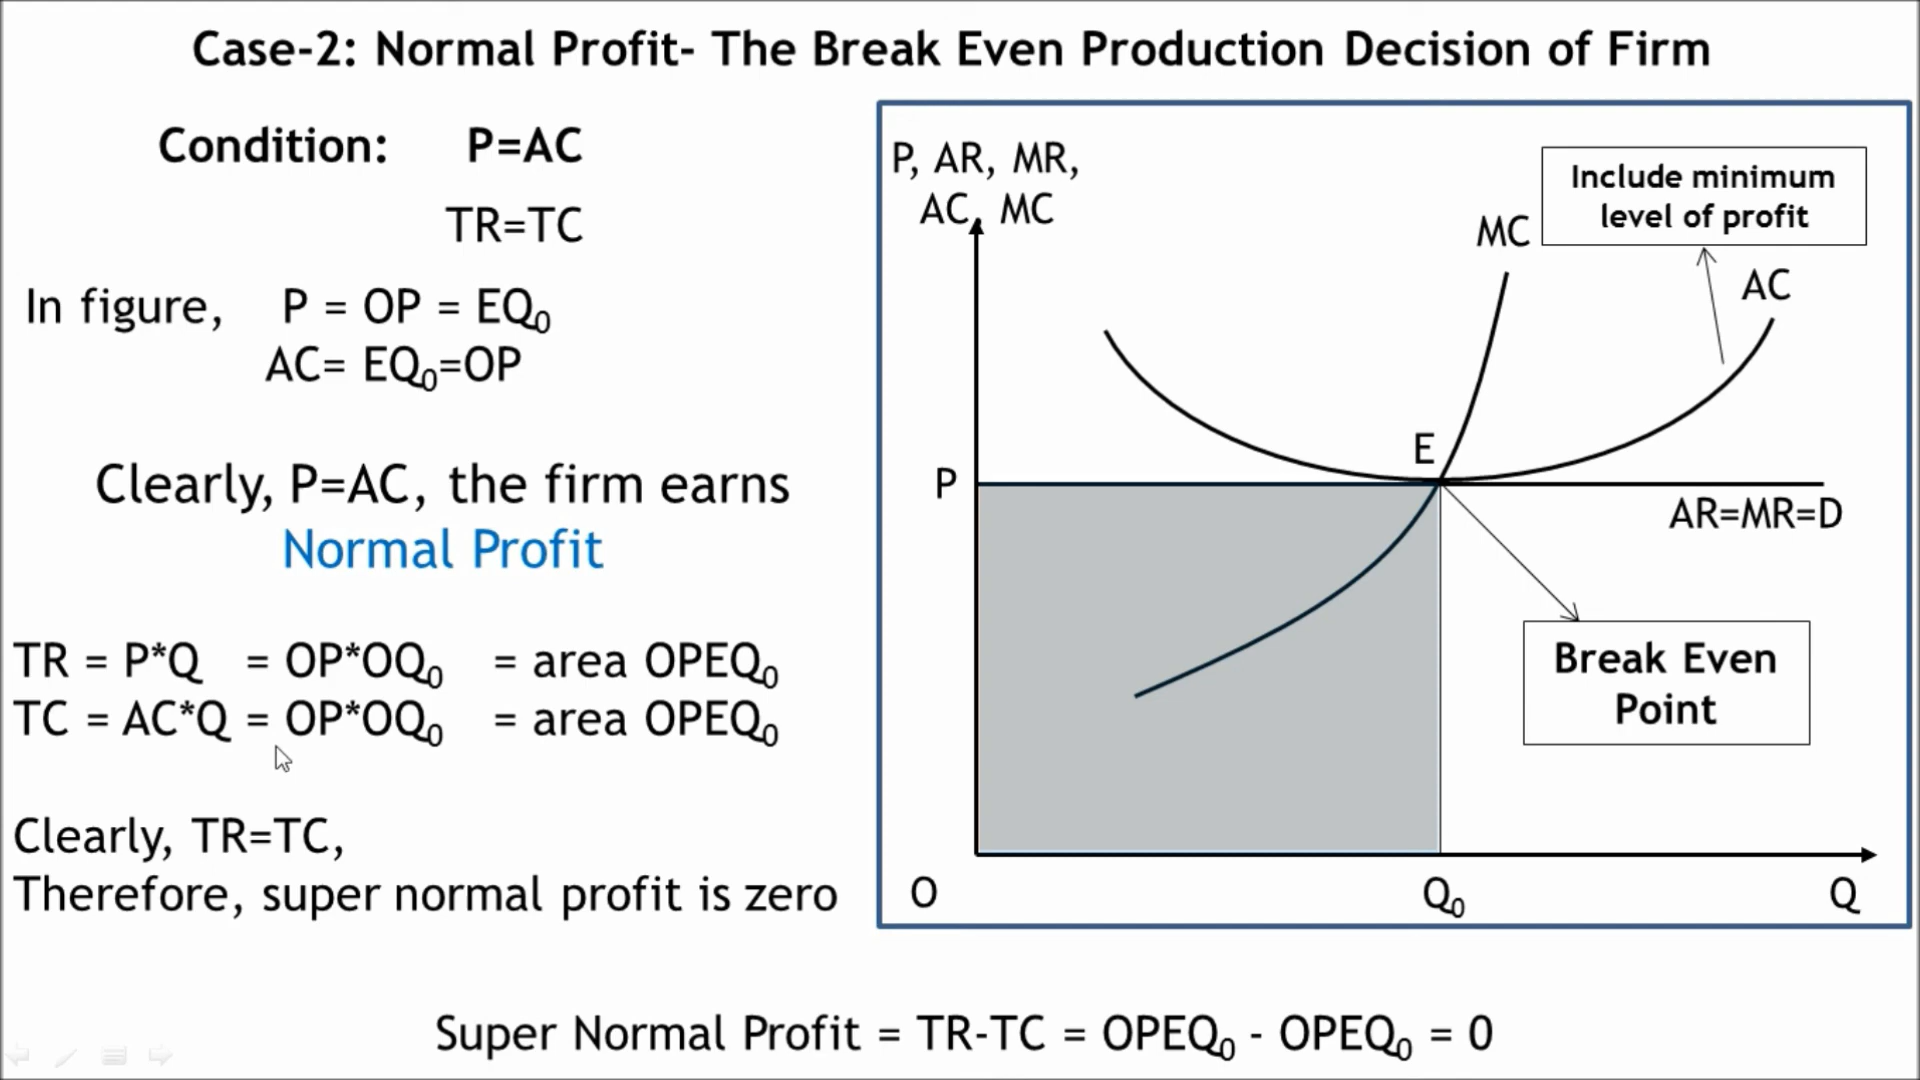 Case-2: Normal Profit- The Break Even Production Decision of Firm
Condition: P=AC
TR=TC
In figure, P = OP = EQ₀
AC= EQ₀=OP
Clearly, P=AC, the firm earns
Normal Profit
TR = P*Q = OP*OQ₀ = area OPEQ₀
TC = AC*Q = OP*OQ₀ = area OPEQ₀
Clearly, TR=TC,
Therefore, super normal profit is zero
P, AR, MR,
AC, MC
Include minimum
level of profit
MC
AC
E
P
AR=MR=D
Break Even
Point
O
Q₀
Q
Super Normal Profit = TR-TC = OPEQ₀ - OPEQ₀ = 0